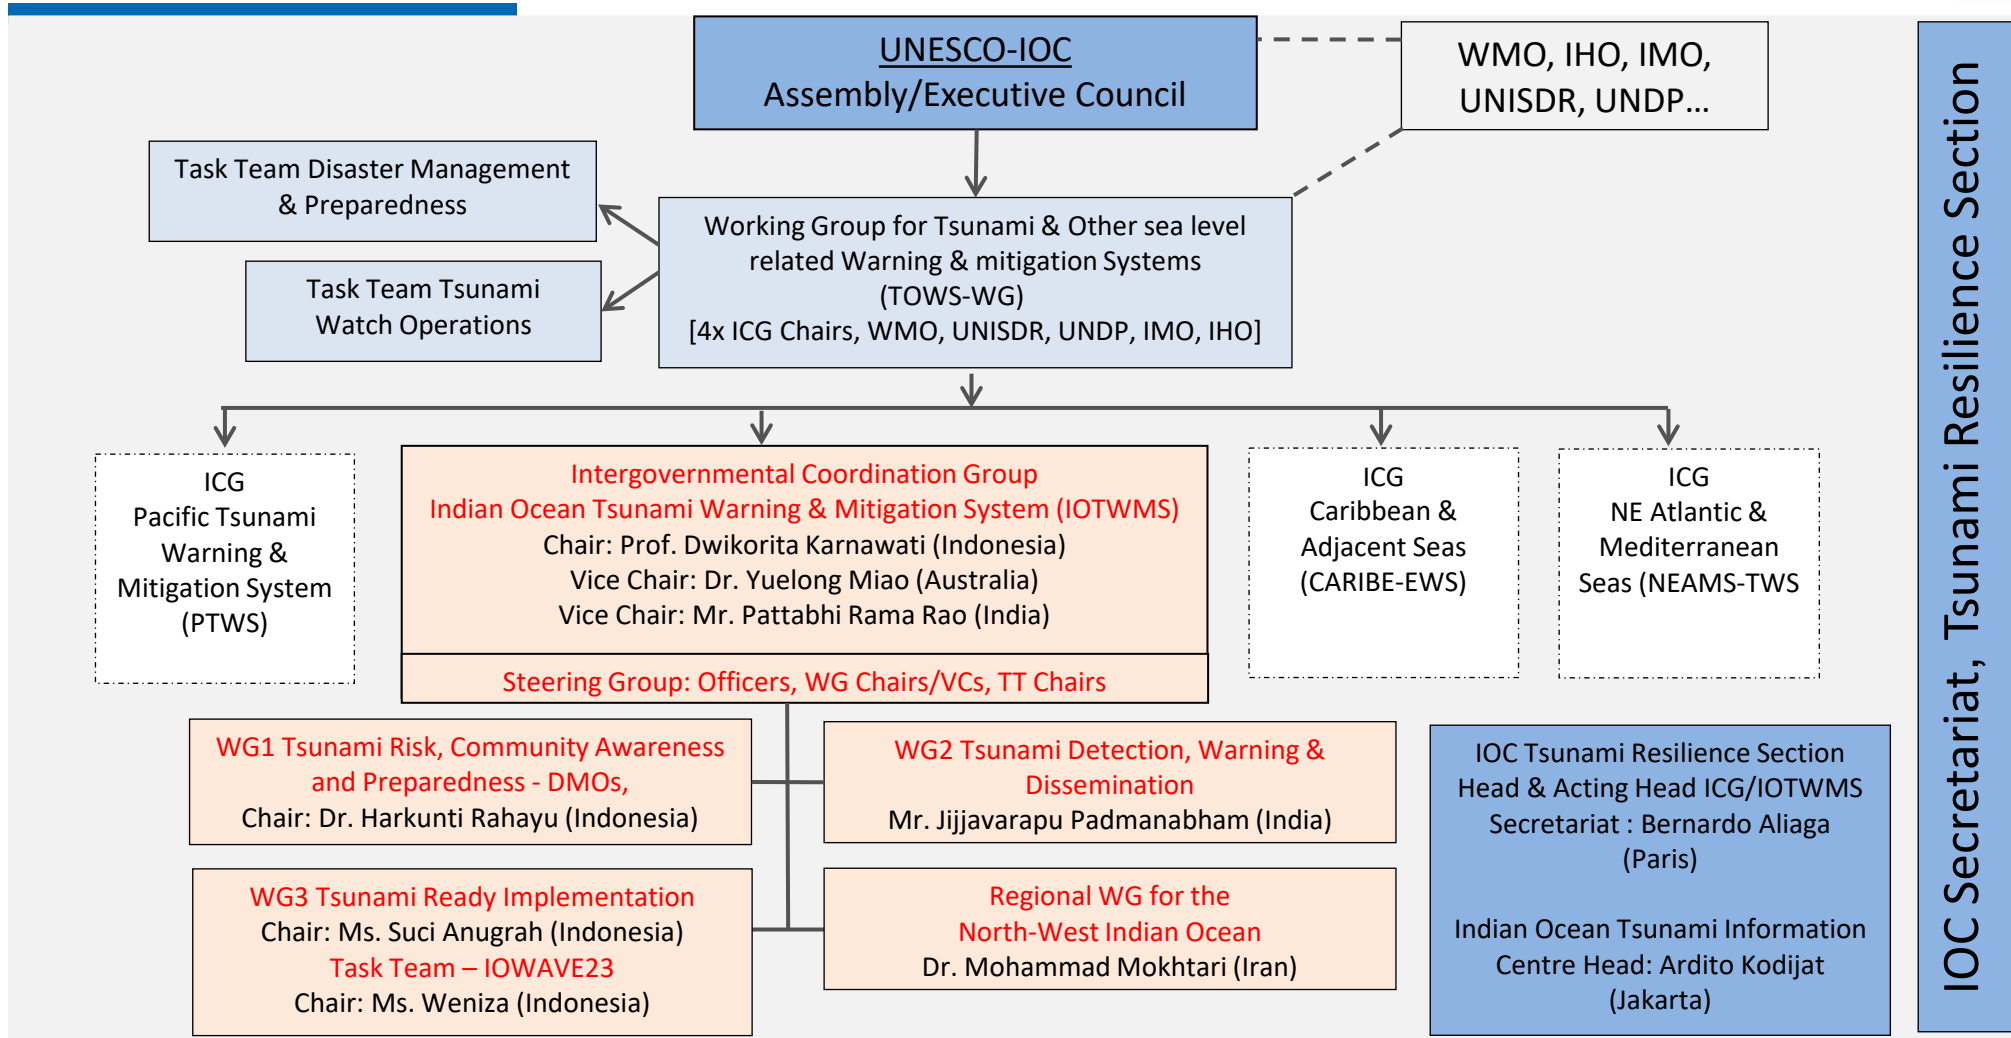 UNESCO-IOC
Assembly/Executive Council
WMO, IHO, IMO,
UNISDR, UNDP...
Task Team Disaster Management
& Preparedness
Task Team Tsunami
Watch Operations
Working Group for Tsunami & Other sea level
related Warning & mitigation Systems
(TOWS-WG)
[4x ICG Chairs, WMO, UNISDR, UNDP, IMO, IHO]
ICG
Pacific Tsunami
Warning &
Mitigation System
(PTWS)
Intergovernmental Coordination Group
Indian Ocean Tsunami Warning & Mitigation System (IOTWMS)
Chair: Prof. Dwikorita Karnawati (Indonesia)
Vice Chair: Dr. Yuelong Miao (Australia)
Vice Chair: Mr. Pattabhi Rama Rao (India)
Steering Group: Officers, WG Chairs/VCs, TT Chairs
ICG
Caribbean &
Adjacent Seas
(CARIBE-EWS)
ICG
NE Atlantic &
Mediterranean
Seas (NEAMS-TWS
WG1 Tsunami Risk, Community Awareness
and Preparedness - DMOs,
Chair: Dr. Harkunti Rahayu (Indonesia)
WG2 Tsunami Detection, Warning &
Dissemination
Mr. Jijjavarapu Padmanabham (India)
WG3 Tsunami Ready Implementation
Chair: Ms. Suci Anugrah (Indonesia)
Task Team – IOWAVE23
Chair: Ms. Weniza (Indonesia)
Regional WG for the
North-West Indian Ocean
Dr. Mohammad Mokhtari (Iran)
IOC Tsunami Resilience Section
Head & Acting Head ICG/IOTWMS
Secretariat : Bernardo Aliaga
(Paris)
Indian Ocean Tsunami Information
Centre Head: Ardito Kodijat
(Jakarta)
IOC Secretariat, Tsunami Resilience Section